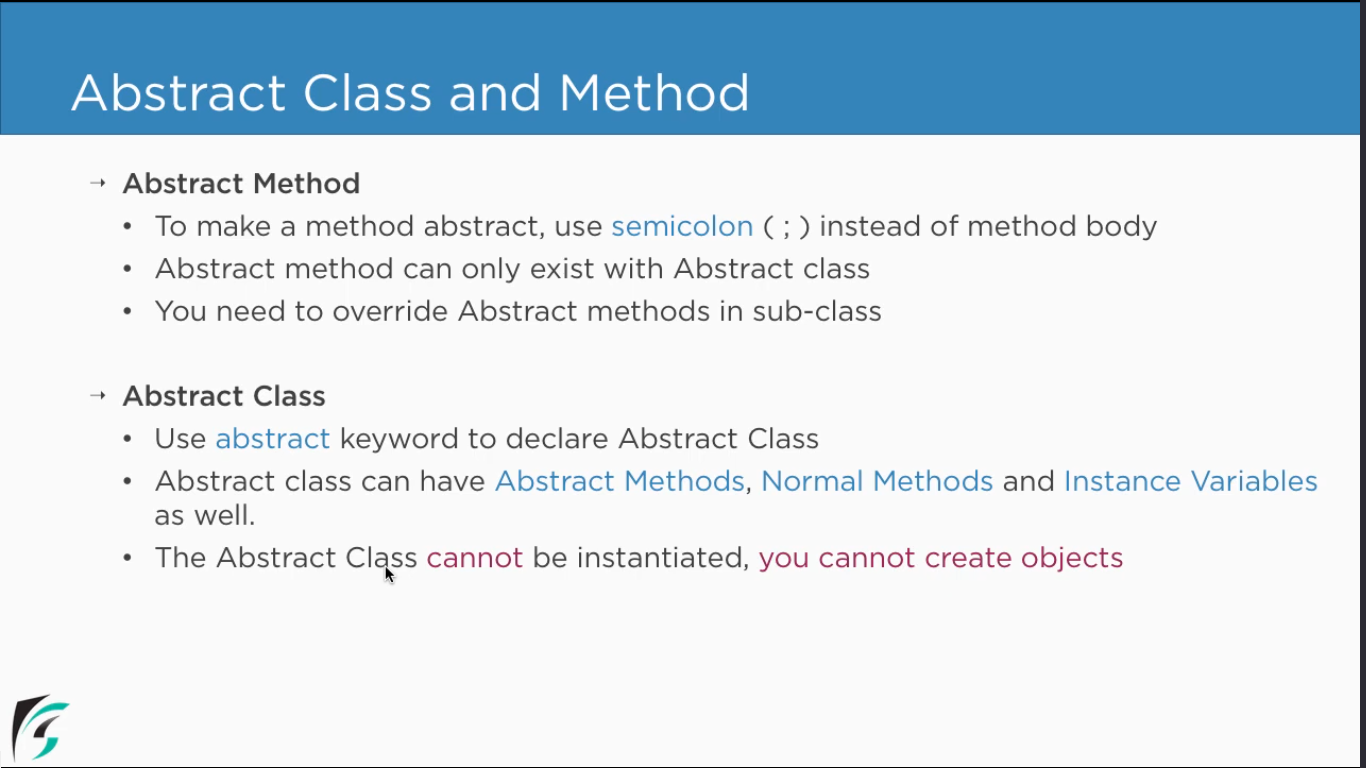 Abstract Class and Method
→ Abstract Method
• To make a method abstract, use semicolon ( ; ) instead of method body
• Abstract method can only exist with Abstract class
• You need to override Abstract methods in sub-class
→ Abstract Class
• Use abstract keyword to declare Abstract Class
• Abstract class can have Abstract Methods, Normal Methods and Instance Variables
as well.
• The Abstract Class cannot be instantiated, you cannot create objects